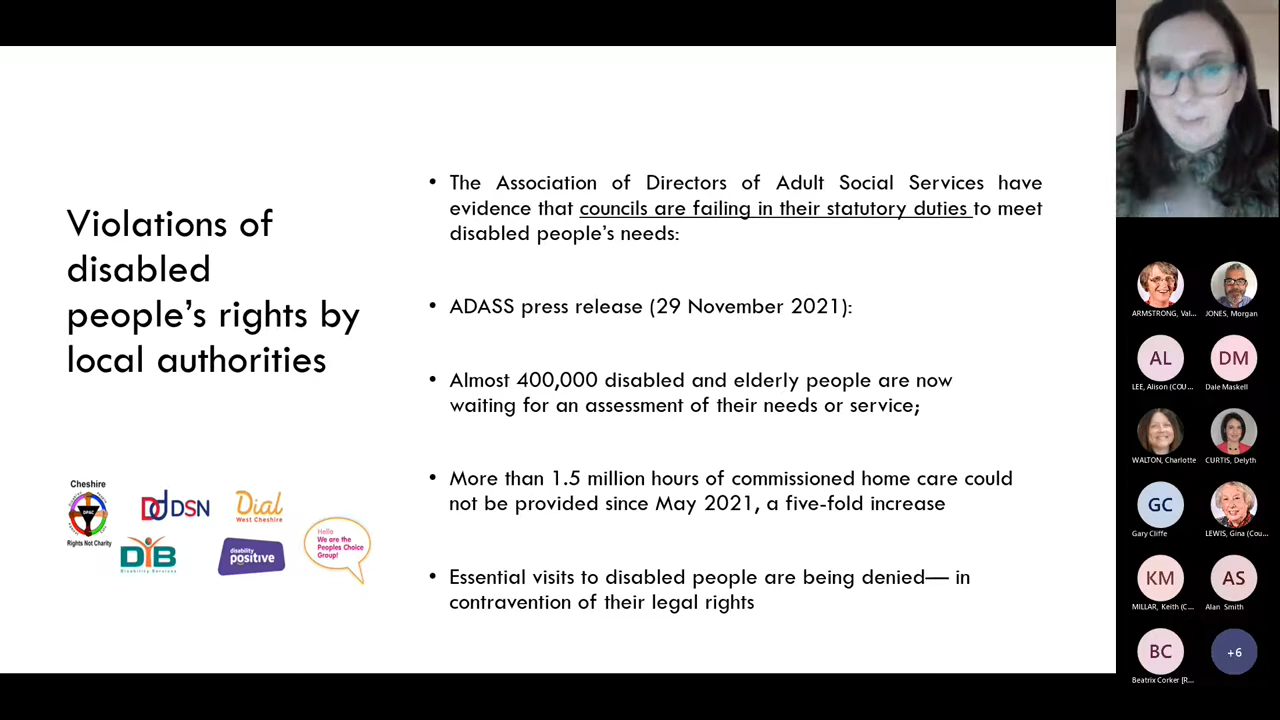 Violations of
disabled
people's rights by
local authorities
• The Association of Directors of Adult Social Services have
evidence that councils are failing in their statutory duties to meet
disabled people's needs:
• ADASS press release (29 November 2021):
• Almost 400,000 disabled and elderly people are now
waiting for an assessment of their needs or service;
• More than 1.5 million hours of commissioned home care could
not be provided since May 2021, a five-fold increase
• Essential visits to disabled people are being denied— in
contravention of their legal rights
Cheshire
DPAC
Rights Not Charity
DSN
Dial
West Cheshire
DIB
Disability Services
disability
positive
Hello
We are the
Peoples Choice
Group!
ARMSTRONG, Val...
JONES, Morgan
AL
LEE, Alison (COU...
DM
Dale Maskell
WALTON, Charlotte
CURTIS, Delyth
GC
Gary Cliffe
LEWIS, Gina (Cou...
KM
MILLAR, Keith (C...
AS
Alan Smith
BC
Beatrix Corker [R...
+6